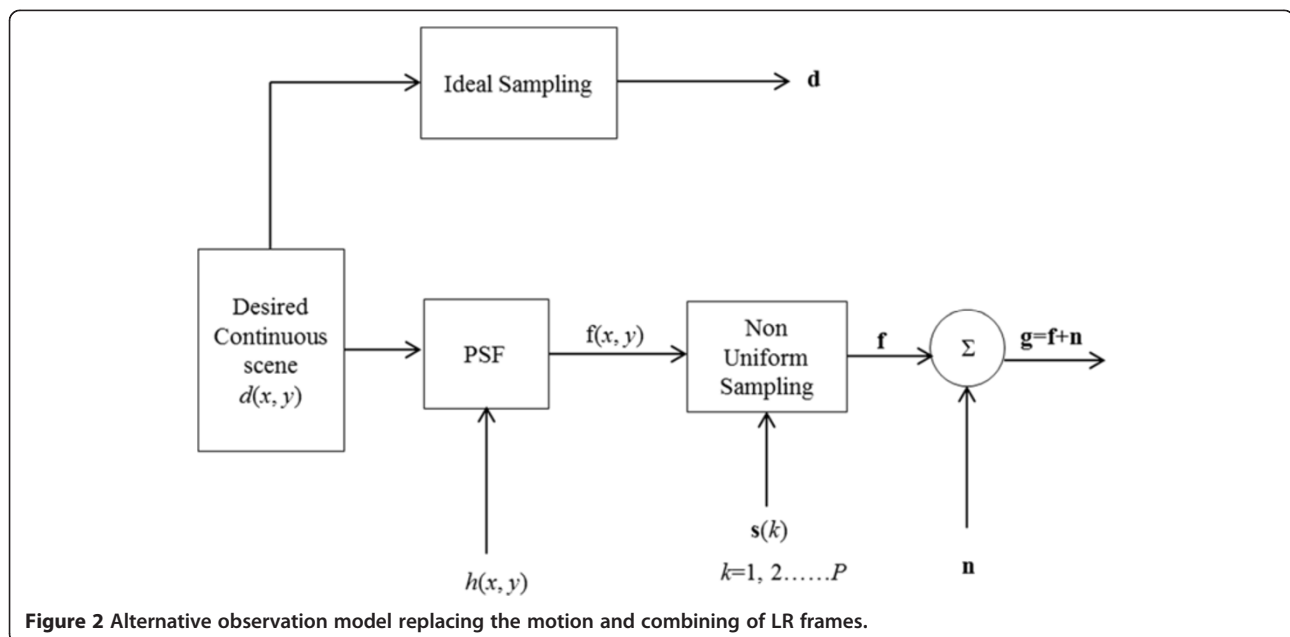 Ideal Sampling
d
Desired
Continuous
scene
d(x, y)
PSF
f(x, y)
Non
Uniform
Sampling
f
Σ
g=f+n
h(x, y)
s(k)
k=1, 2......P
n
Figure 2 Alternative observation model replacing the motion and combining of LR frames.